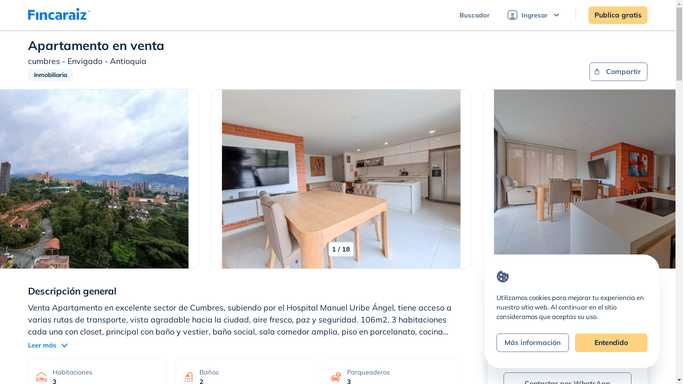 Fincaraiz
Buscador
Ingresar
Publica gratis
Apartamento en venta
cumbres - Envigado - Antioquia
Inmobiliaria
Compartir
1 / 18
Descripción general
Venta Apartamento en excelente sector de Cumbres, subiendo por el Hospital Manuel Uribe Ángel, tiene acceso a
varias rutas de transporte, vista agradable hacia la ciudad, aire fresco, paz y seguridad. 106m2, 3 habitaciones
cada una con closet, principal con baño y vestier, baño social, sala comedor amplia, piso en porcelanato, cocina...
Leer más
Habitaciones
3
Baños
2
Parqueaderos
3
Utilizamos cookies para mejorar tu experiencia en
nuestro sitio web. Al continuar en el sitio
consideramos que aceptas su uso.
Más información
Entendido
Contactar por WhatsApp